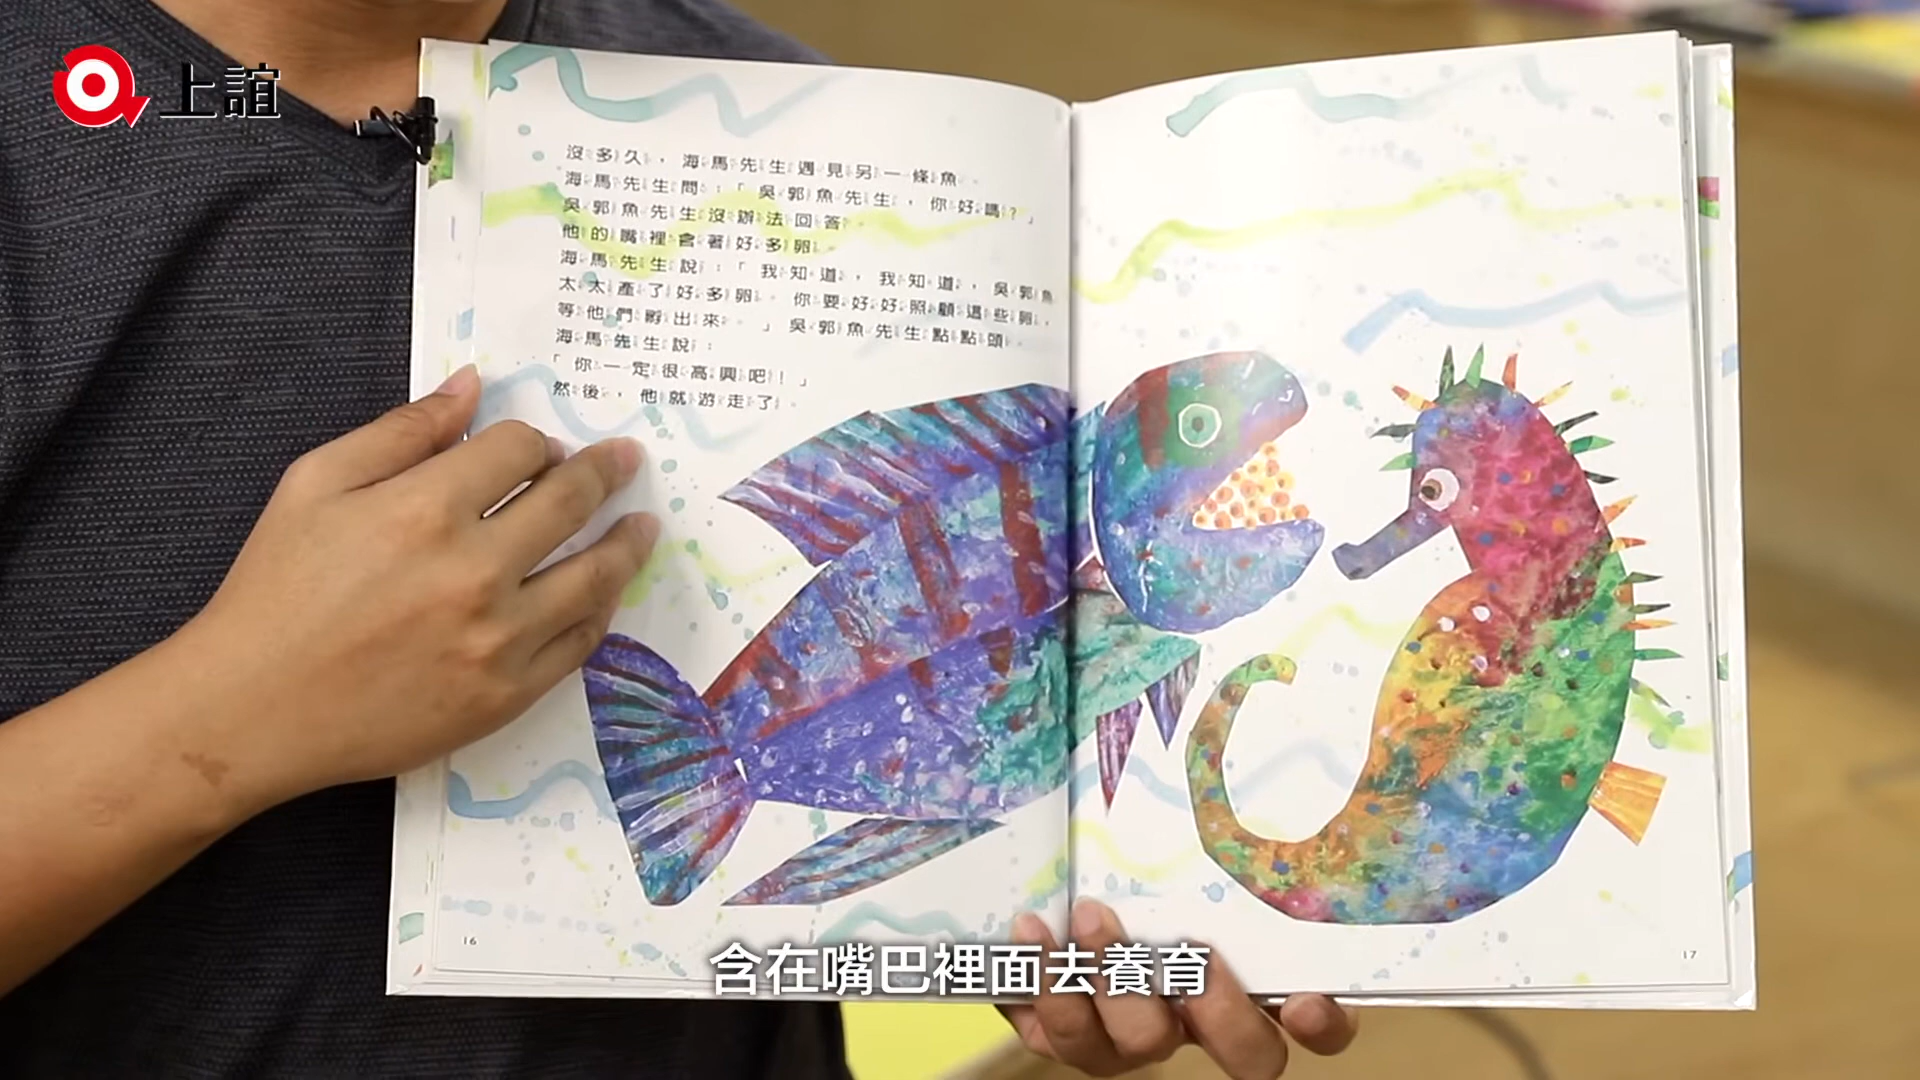 上誼
沒多久，海馬先生遇見另一條魚。
海馬先生問：「吳郭魚先生，你好嗎？」
吳郭魚先生沒辦法回答。
他的嘴裡含著好多卵。
海馬先生說：「我知道，我知道，吳郭魚
太太產了好多卵。你要好好照顧這些卵，
等他們孵出來。」吳郭魚先生點點頭。
海馬先生說：
「你一定很高興吧！」
然後，他就游走了。
16
17
含在嘴巴裡面去養育